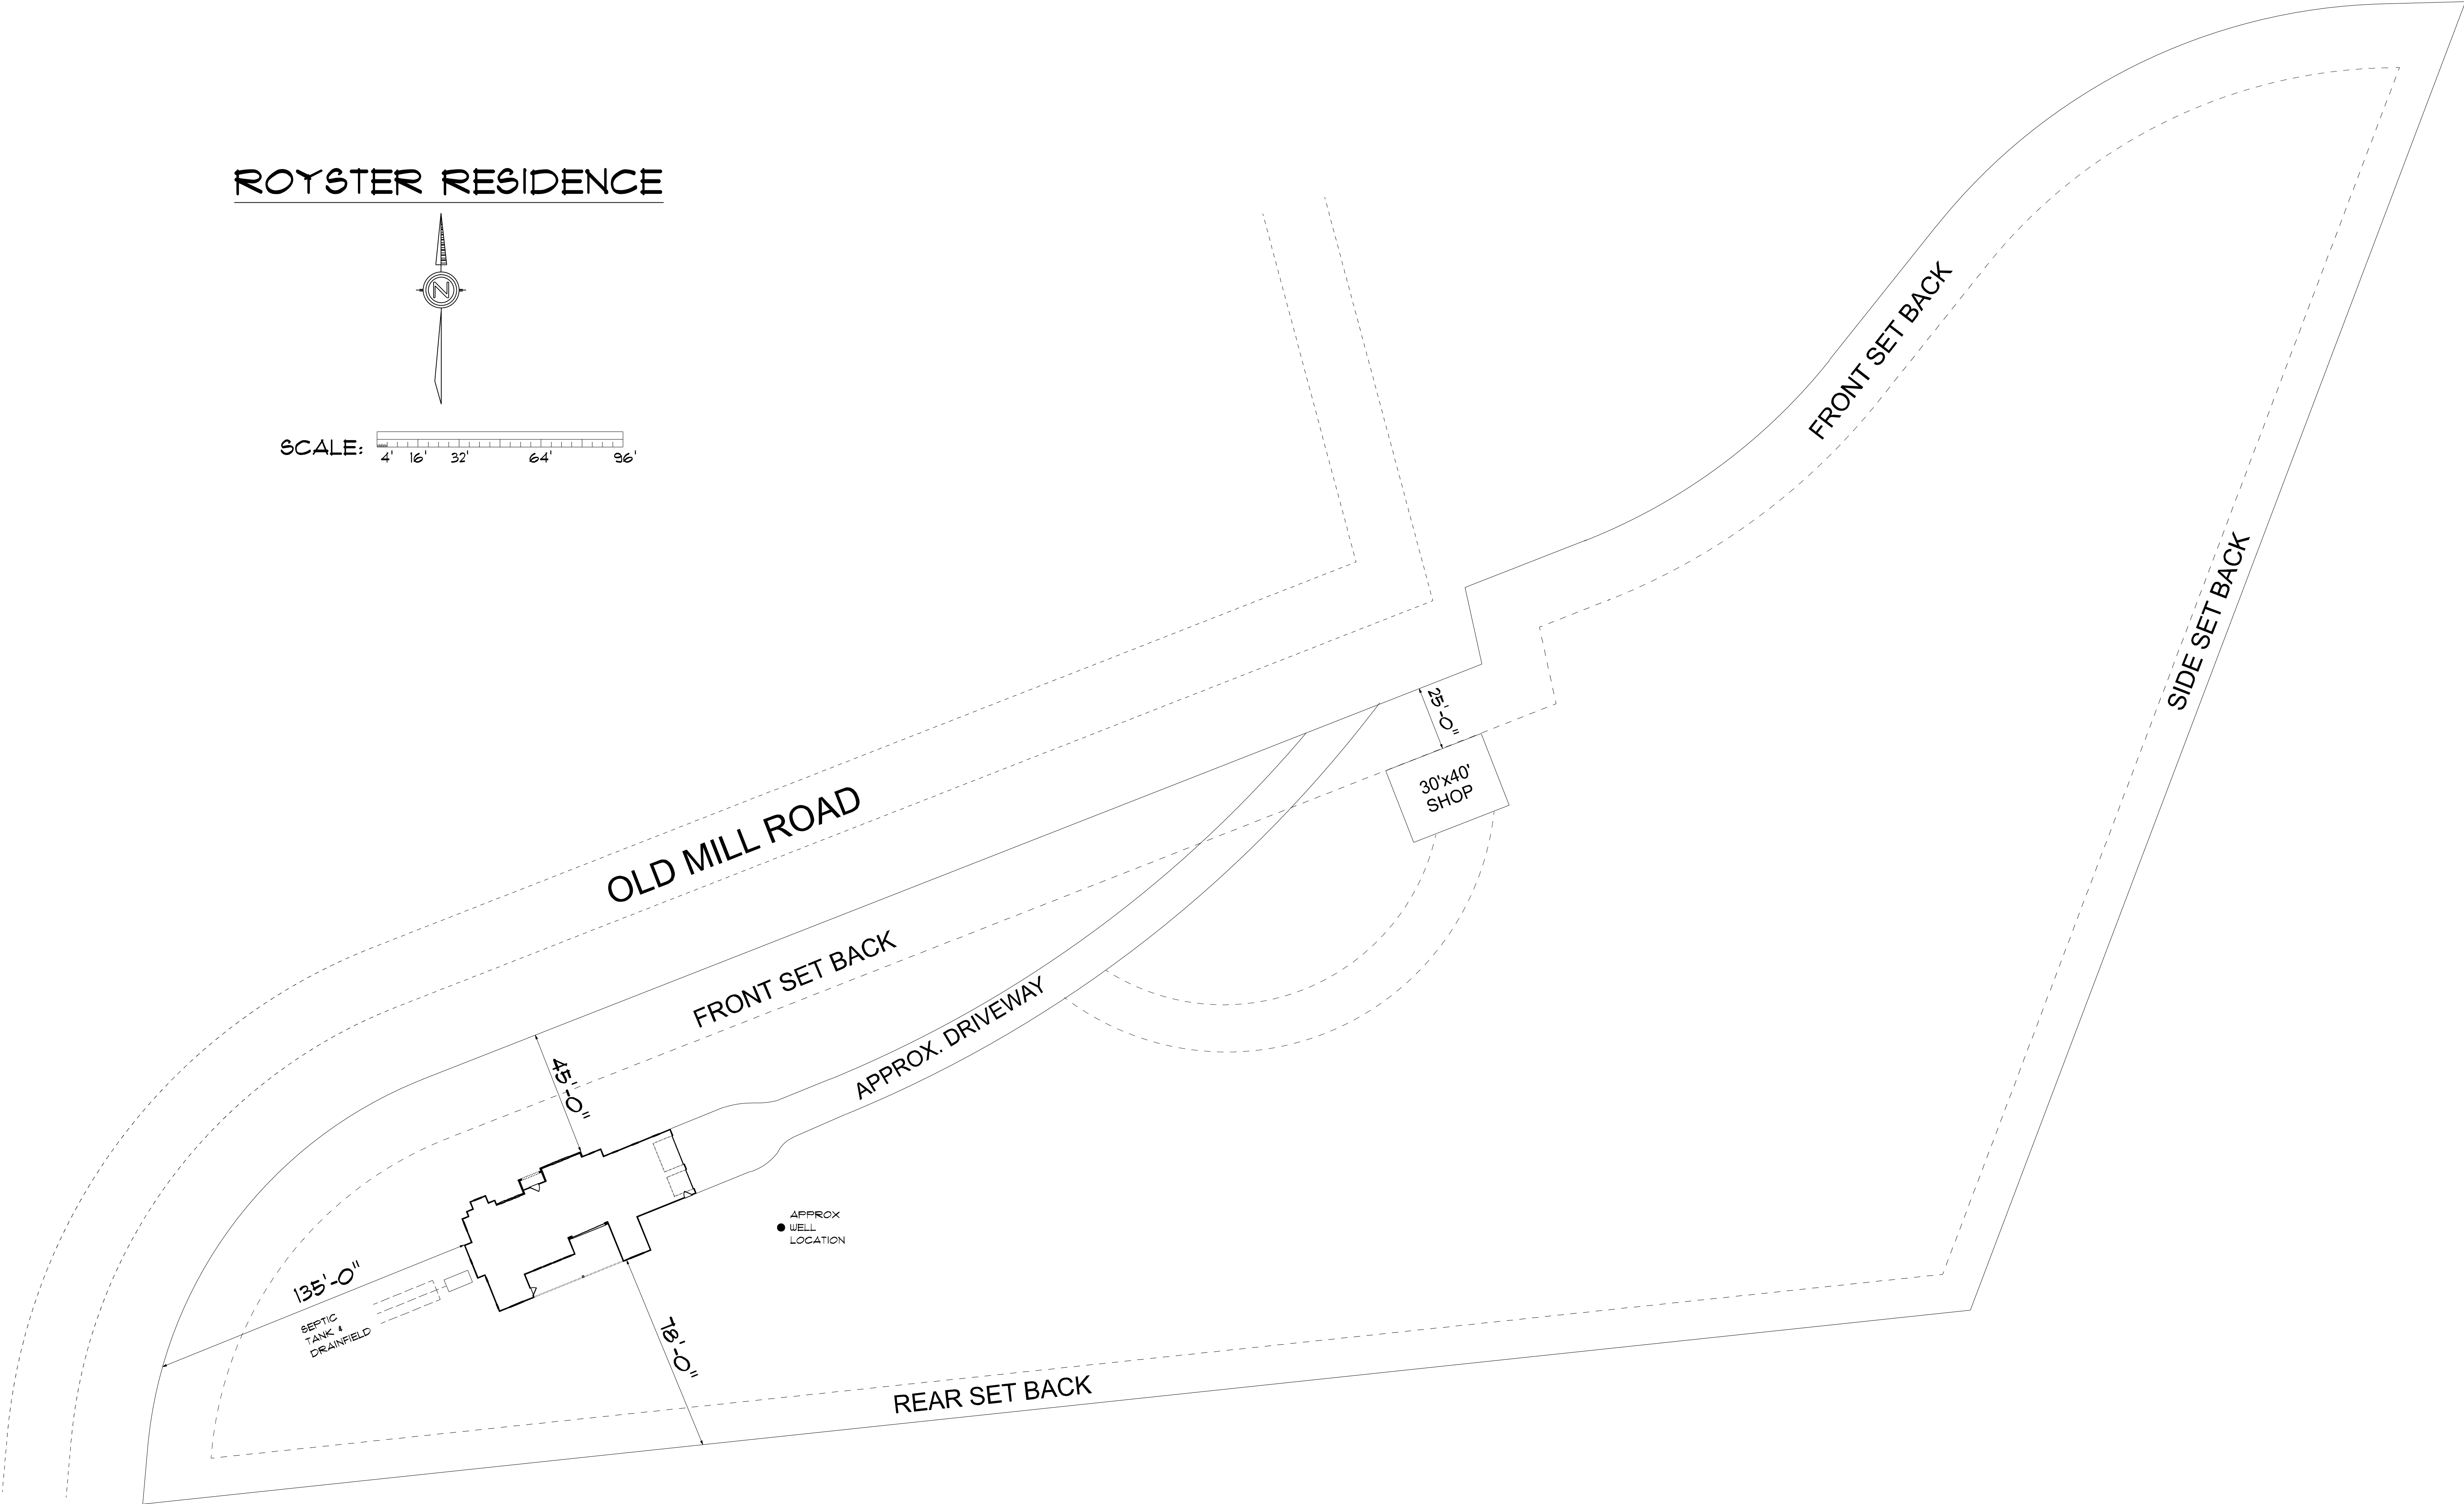 ROYSTER RESIDENCE
N
SCALE:
4' 16' 32' 64' 96'
FRONT SET BACK
SIDE SET BACK
25'-0"
30'x40'
SHOP
OLD MILL ROAD
FRONT SET BACK
APPROX. DRIVEWAY
45'-0"
APPROX
WELL
LOCATION
135'-0"
SEPTIC
TANK &
DRAINFIELD
78'-0"
REAR SET BACK